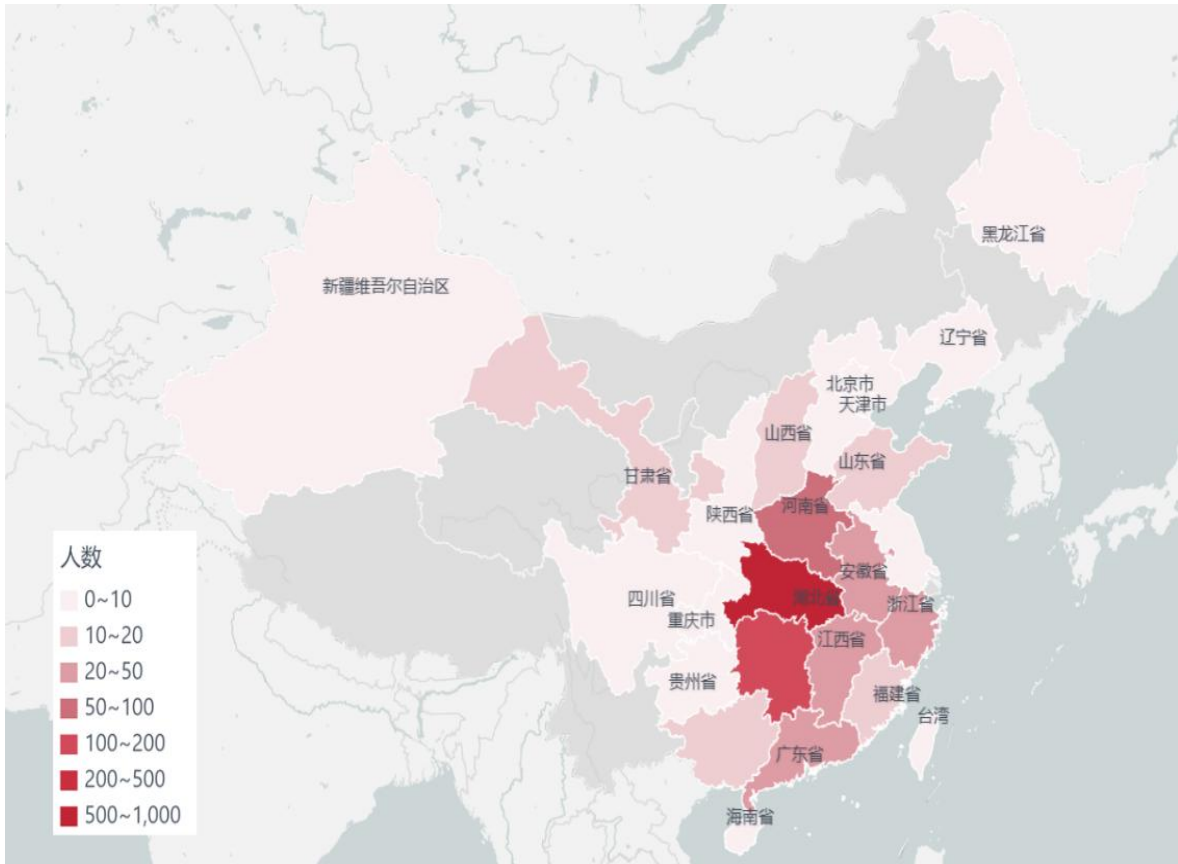 黑龙江省
新疆维吾尔自治区
辽宁省
北京市
天津市
山西省
山东省
甘肃省
河南省
陕西省
安徽省
四川省
湖北省
浙江省
重庆市
江西省
贵州省
福建省
台湾
广东省
海南省
人数
0~10
10~20
20~50
50~100
100~200
200~500
500~1,000